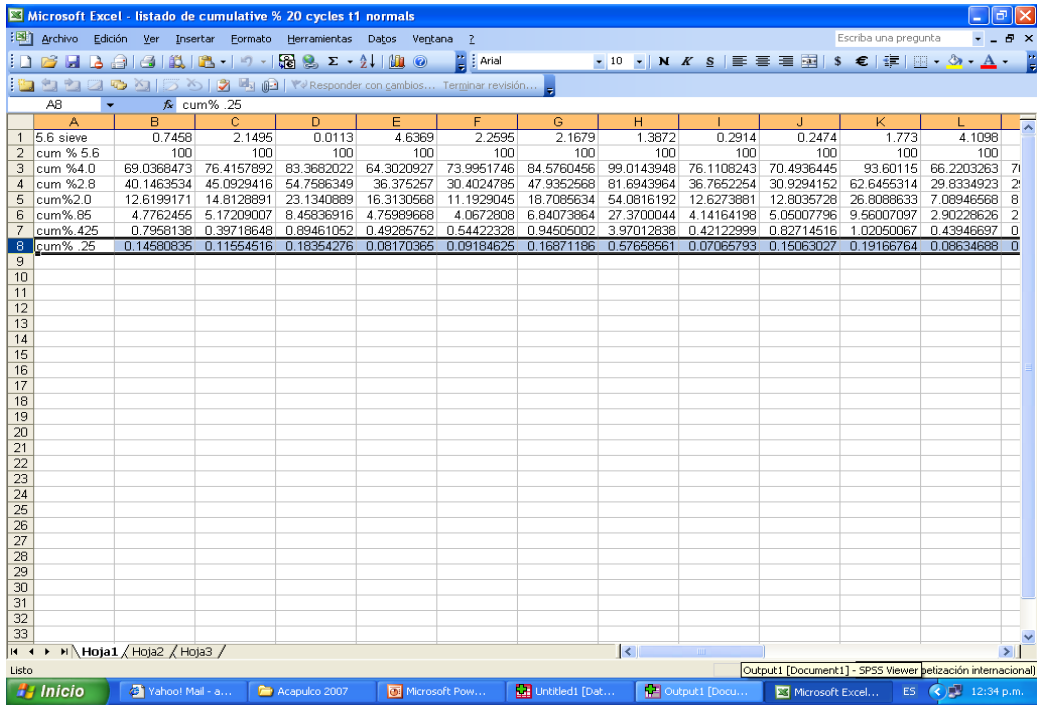 Microsoft Excel - listado de cumulative % 20 cycles t1 normals
Archivo Edición Ver Insertar Formato Herramientas Datos Ventana ? Escriba una pregunta
Arial 10 N K S $ €
Responder con cambios... Terminar revisión...
A8 fx cum% .25
A B C D E F G H I J K L
1 5.6 sieve 0.7458 2.1495 0.0113 4.6369 2.2595 2.1679 1.3872 0.2914 0.2474 1.773 4.1098
2 cum % 5.6 100 100 100 100 100 100 100 100 100 100 100
3 cum %4.0 69.0368473 76.4157892 83.3682022 64.3020927 73.9951746 84.5760456 99.0143948 76.1108243 70.4936445 93.60115 66.2203263
4 cum %2.8 40.1463534 45.0929416 54.7586349 36.375257 30.4024785 47.9352568 81.6943964 36.7652254 30.9294152 62.6455314 29.8334923
5 cum%2.0 12.6199171 14.8128891 23.1340889 16.3130568 11.1929045 18.7085634 54.0816192 12.6273881 12.8035728 26.8088633 7.08946568 8
6 cum%.85 4.7762455 5.17209007 8.45836916 4.75989668 4.0672808 6.84073864 27.3700044 4.14164198 5.05007796 9.56007097 2.90228626 2
7 cum%.425 0.7958138 0.39718648 0.89461052 0.49285752 0.54422328 0.94505002 3.97012838 0.42122999 0.82714516 1.02050067 0.43946697 0
8 cum% .25 0.14580835 0.11554516 0.18354276 0.08170365 0.09184625 0.16871186 0.57658561 0.07065793 0.15063027 0.19166764 0.08634688 0
9
10
11
12
13
14
15
16
17
18
19
20
21
22
23
24
25
26
27
28
29
30
31
32
33
Hoja1 Hoja2 Hoja3
Listo Output1 [Document1] - SPSS Viewer petización internacional)
Inicio Yahoo! Mail - a... Acapulco 2007 Microsoft Pow... Untitled1 [Dat... Output1 [Docu... Microsoft Excel... ES 12:34 p.m.